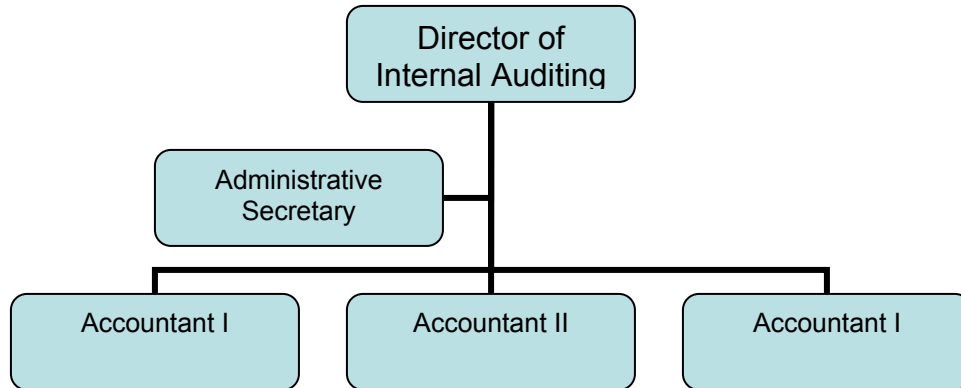 Director of
Internal Auditing
Administrative
Secretary
Accountant I
Accountant II
Accountant I